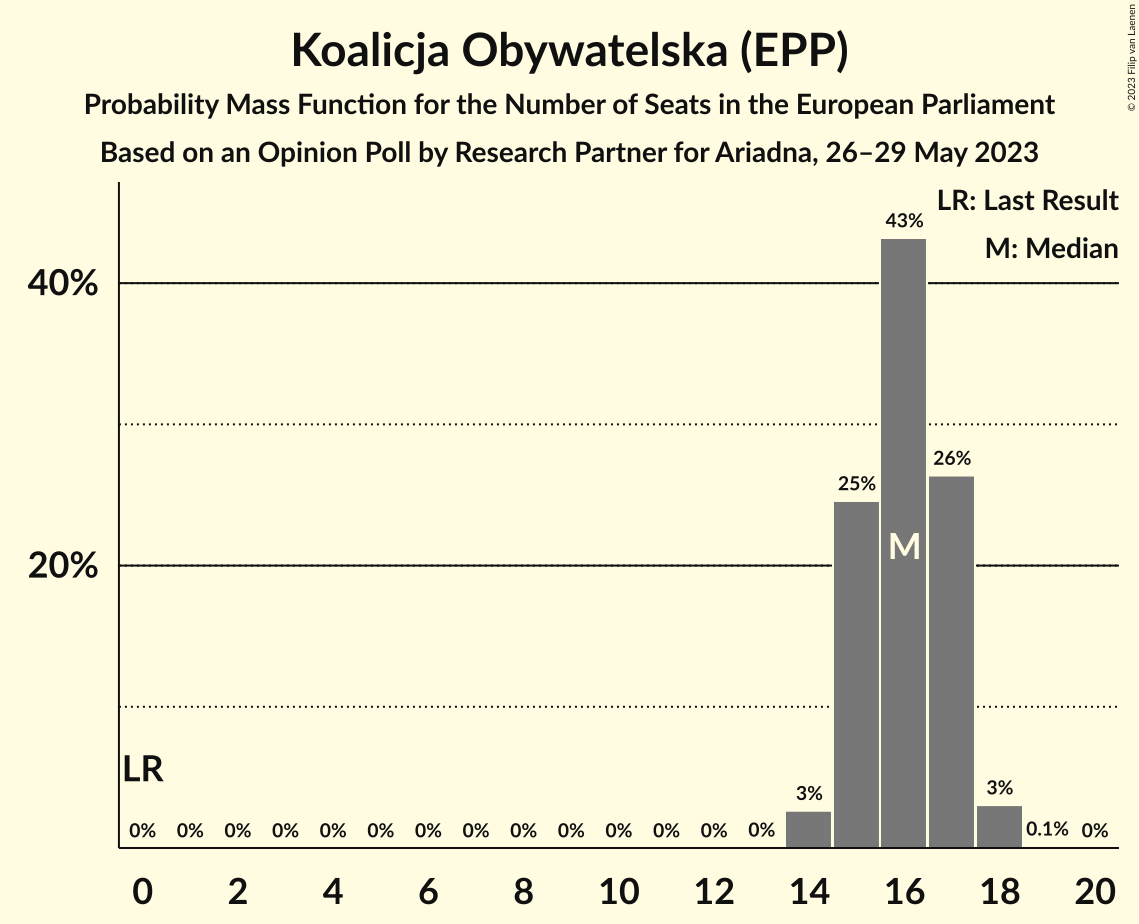 Koalicja Obywatelska (EPP)
Probability Mass Function for the Number of Seats in the European Parliament
Based on an Opinion Poll by Research Partner for Ariadna, 26–29 May 2023
© 2023 Filip van Laenen
LR: Last Result
M: Median
43%
40%
26%
25%
M
20%
LR
3%
3%
0% 0% 0% 0% 0% 0% 0% 0% 0% 0% 0% 0% 0% 0% 0.1% 0%
0 2 4 6 8 10 12 14 16 18 20